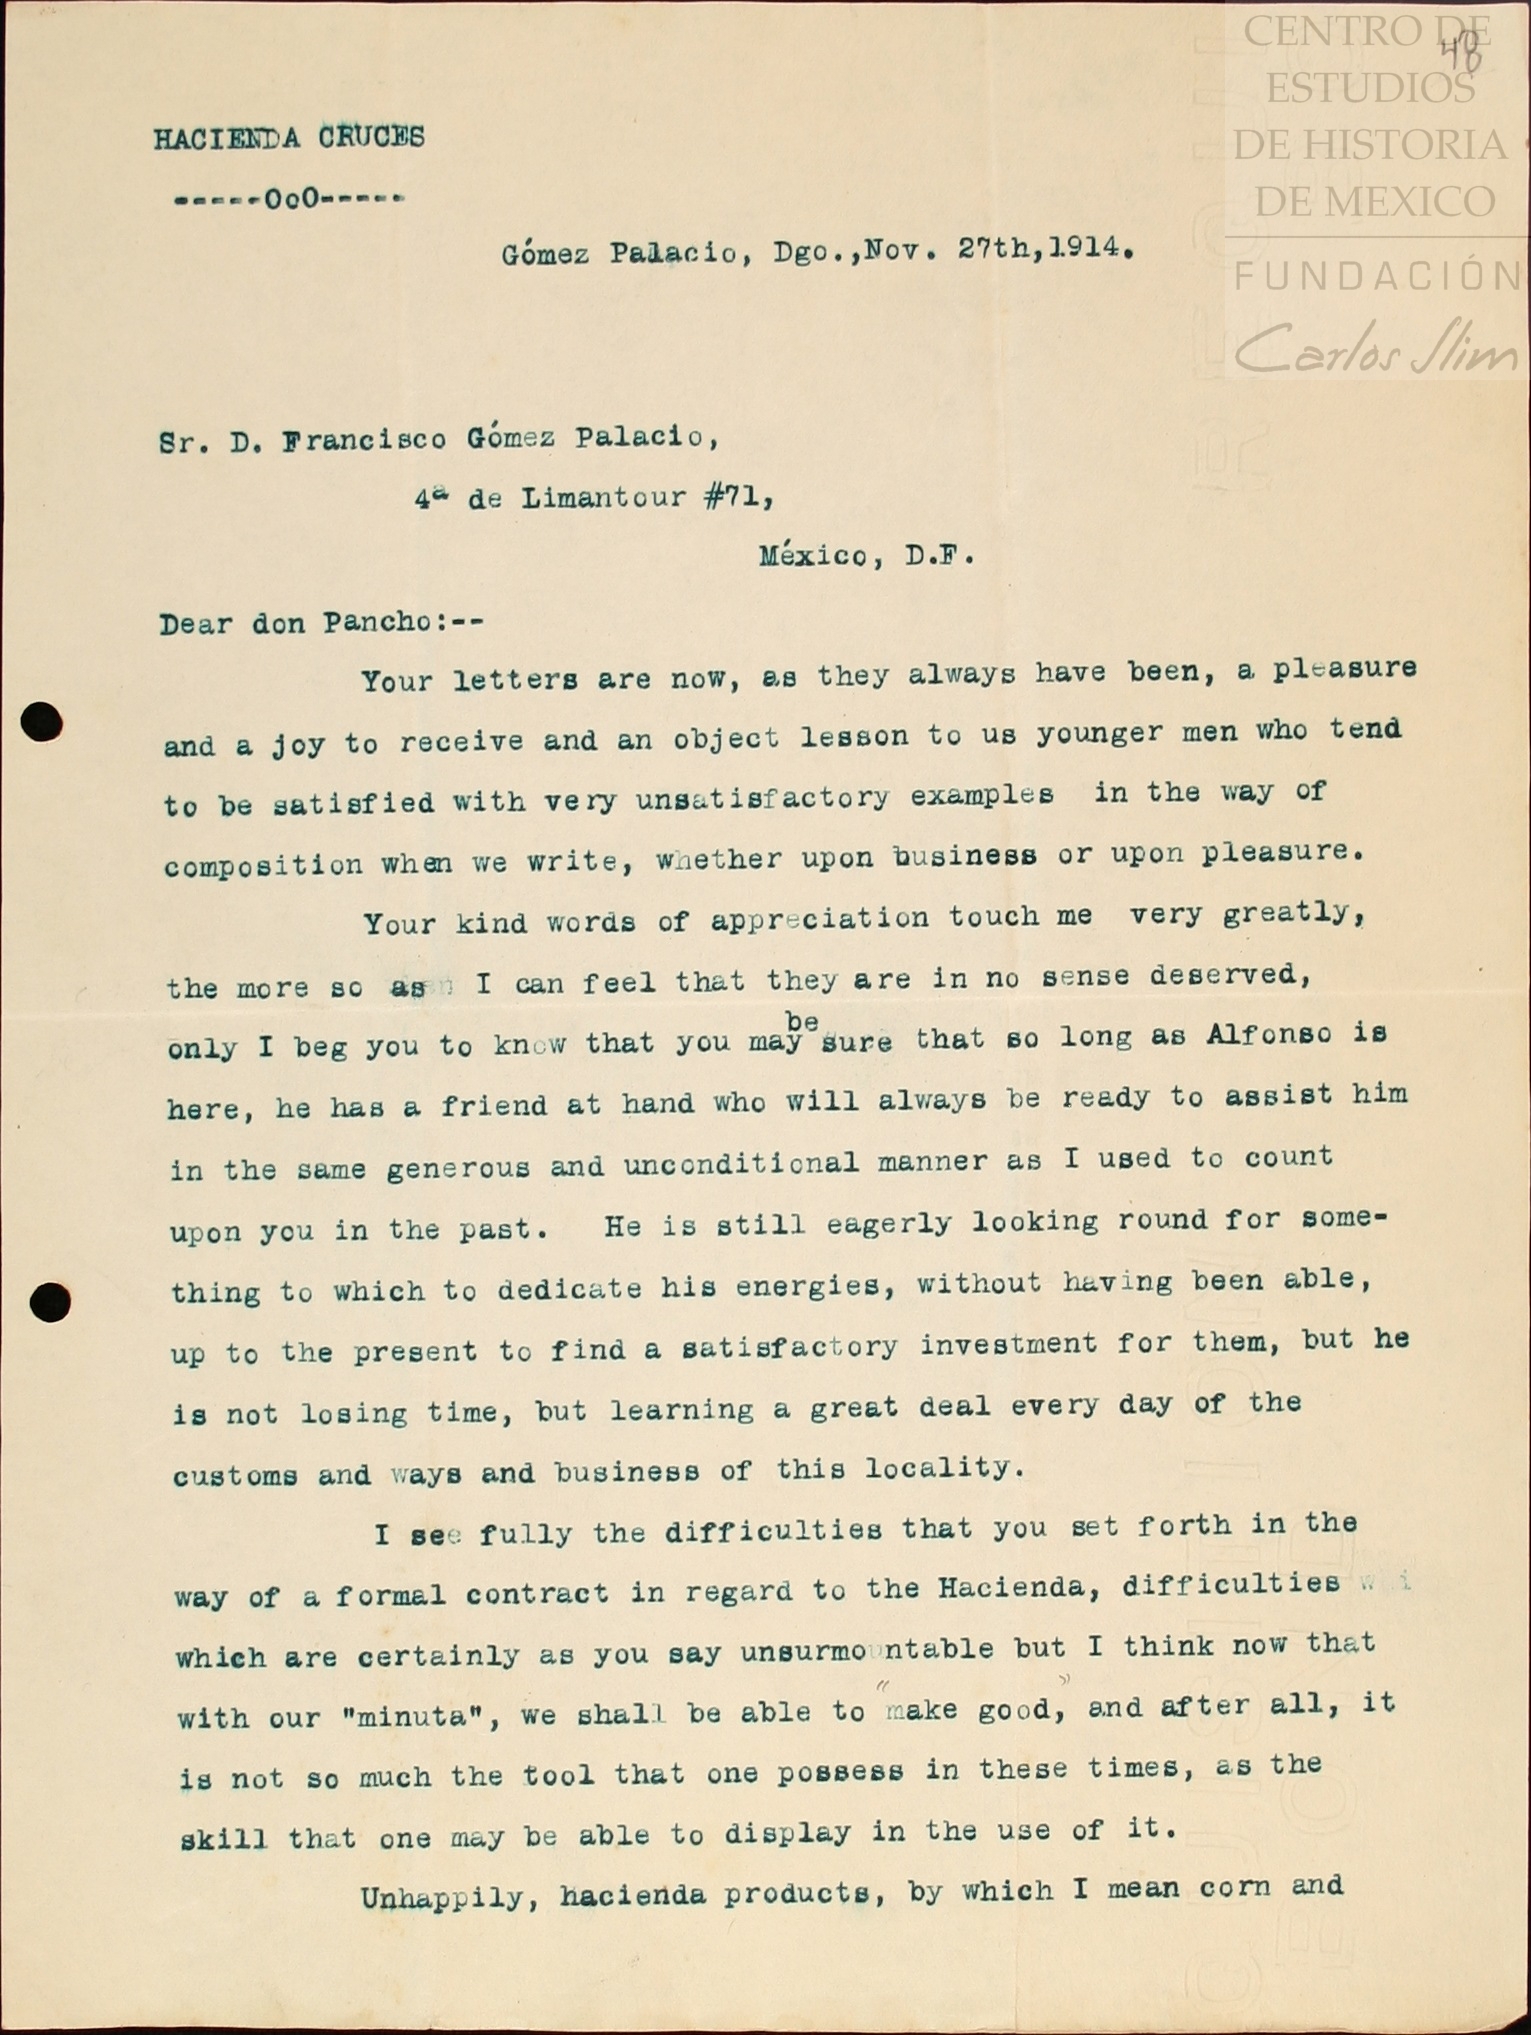 CENTRO DE
ESTUDIOS
DE HISTORIA
DE MEXICO
FUNDACIÓN
Carlos Slim
48
HACIENDA CRUCES
-----OoO-----
Gómez Palacio, Dgo.,Nov. 27th,1914.
Sr. D. Francisco Gómez Palacio,
4ª de Limantour #71,
México, D.F.
Dear don Pancho:--
Your letters are now, as they always have been, a pleasure
and a joy to receive and an object lesson to us younger men who tend
to be satisfied with very unsatisfactory examples in the way of
composition when we write, whether upon business or upon pleasure.
Your kind words of appreciation touch me very greatly,
the more so as I can feel that they are in no sense deserved,
only I beg you to know that you may be sure that so long as Alfonso is
here, he has a friend at hand who will always be ready to assist him
in the same generous and unconditional manner as I used to count
upon you in the past. He is still eagerly looking round for some-
thing to which to dedicate his energies, without having been able,
up to the present to find a satisfactory investment for them, but he
is not losing time, but learning a great deal every day of the
customs and ways and business of this locality.
I see fully the difficulties that you set forth in the
way of a formal contract in regard to the Hacienda, difficulties
which are certainly as you say unsurmountable but I think now that
with our "minuta", we shall be able to "make good," and after all, it
is not so much the tool that one possess in these times, as the
skill that one may be able to display in the use of it.
Unhappily, hacienda products, by which I mean corn and